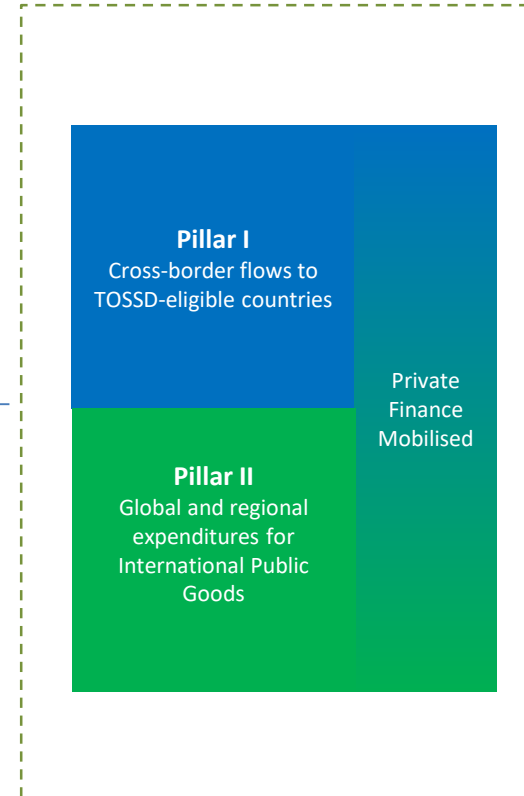 Pillar I
Cross-border flows to
TOSSD-eligible countries
Private
Finance
Mobilised
Pillar II
Global and regional
expenditures for
International Public
Goods